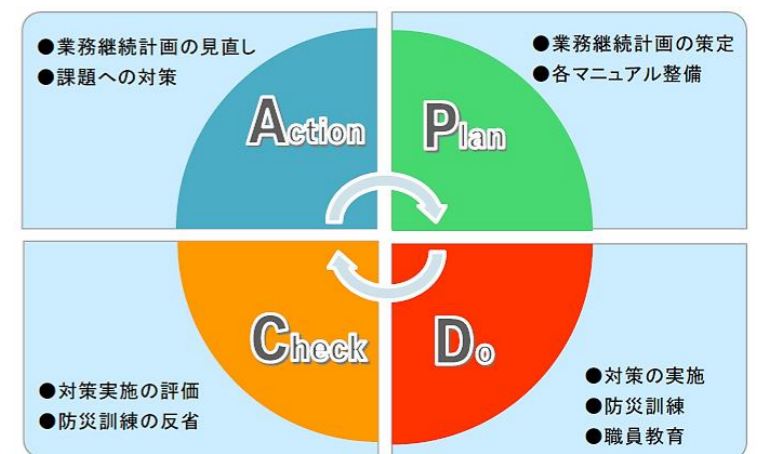 ●業務継続計画の見直し
●課題への対策
Action
●業務継続計画の策定
●各マニュアル整備
Plan
Check
●対策実施の評価
●防災訓練の反省
Do
●対策の実施
●防災訓練
●職員教育